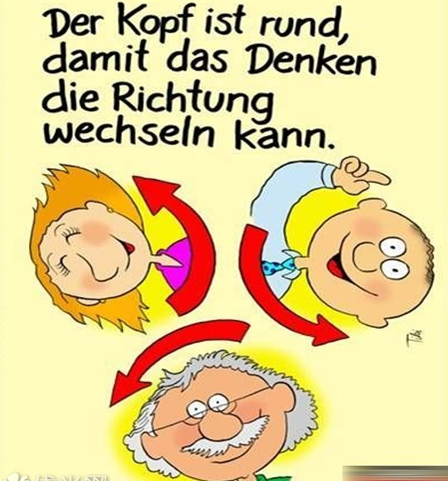 Der Kopf ist rund,
damit das Denken
die Richtung
wechseln kann.